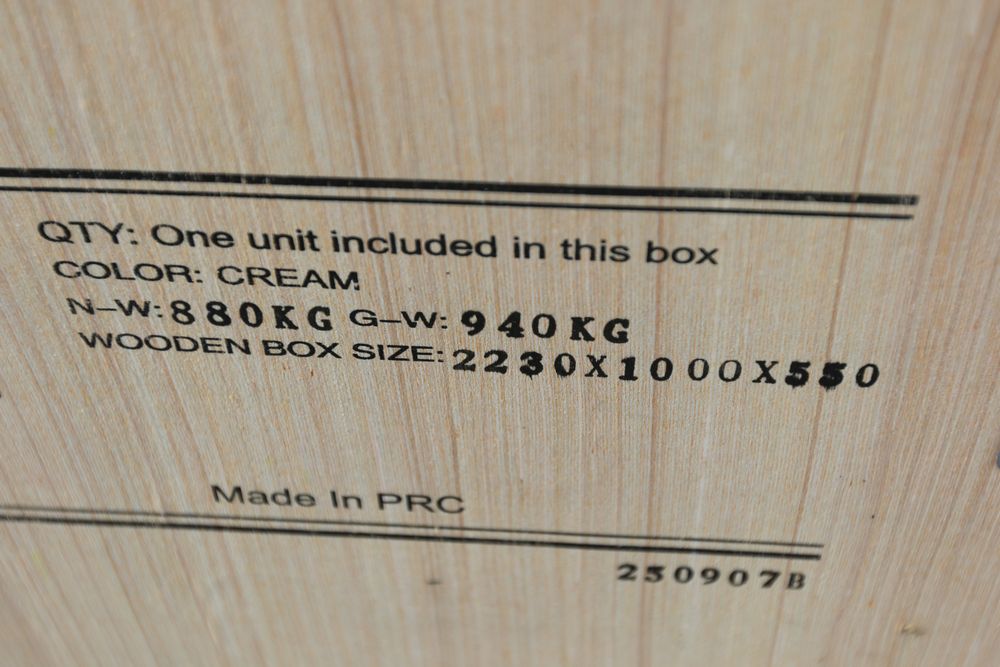 QTY: One unit included in this box
COLOR: CREAM
N-W: 880KG G-W: 940KG
WOODEN BOX SIZE: 2230X1000X550
Made In PRC
250907B